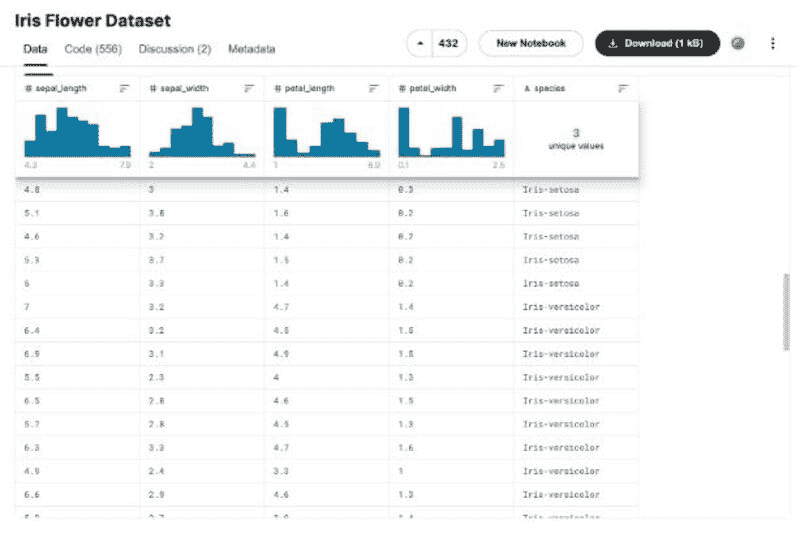 Iris Flower Dataset
Data Code (556) Discussion (2) Metadata
432 New Notebook Download (1 kB)
# sepal_length # sepal_width # petal_length # petal_width A species
3
unique values
4.3 7.9 2 4.4 1 6.9 0.1 2.5
4.8 3 1.4 0.3 Iris-setosa
5.1 3.8 1.6 0.2 Iris-setosa
4.6 3.2 1.4 0.2 Iris-setosa
5.3 3.7 1.5 0.2 Iris-setosa
5 3.3 1.4 0.2 Iris-setosa
7 3.2 4.7 1.4 Iris-versicolor
6.4 3.2 4.5 1.5 Iris-versicolor
6.9 3.1 4.9 1.5 Iris-versicolor
5.5 2.3 4 1.3 Iris-versicolor
6.5 2.8 4.6 1.5 Iris-versicolor
5.7 2.8 4.5 1.3 Iris-versicolor
6.3 3.3 4.7 1.6 Iris-versicolor
4.9 2.4 3.3 1 Iris-versicolor
6.6 2.9 4.6 1.3 Iris-versicolor